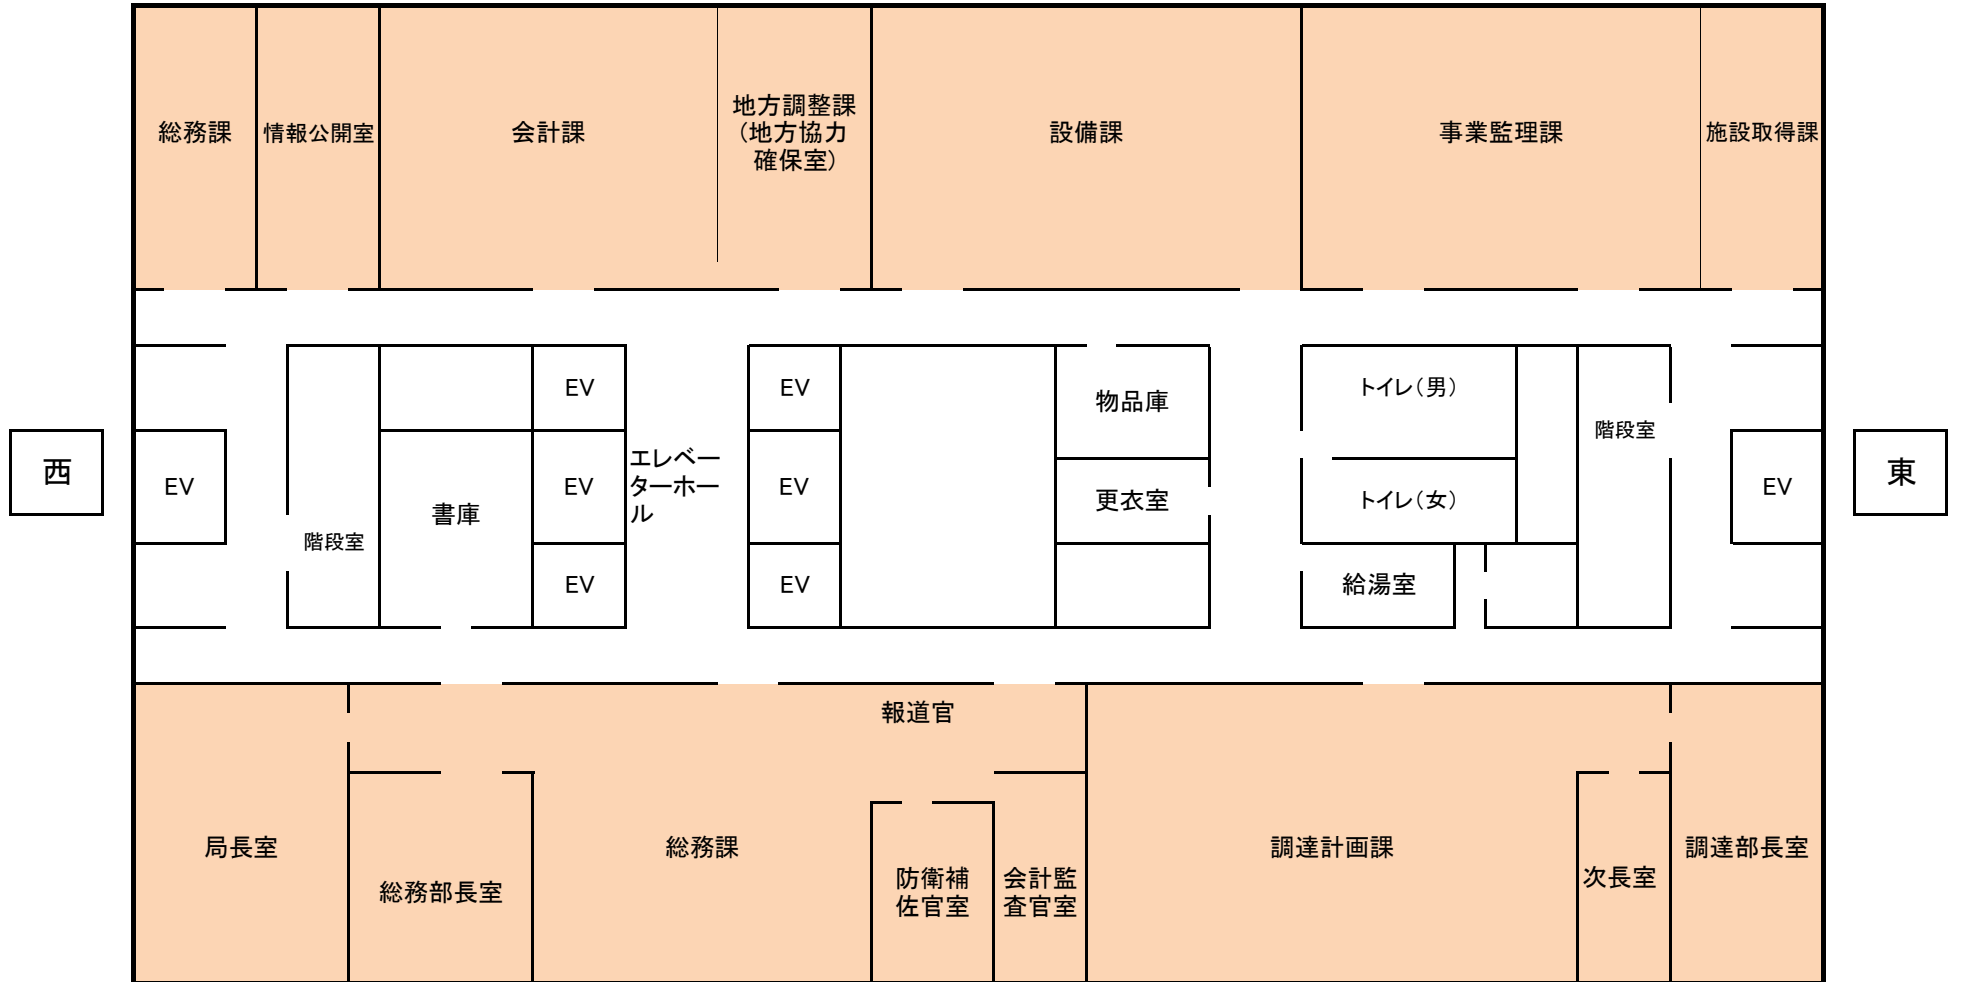 総務課
情報公開室
会計課
地方調整課
（地方協力
確保室）
設備課
事業監理課
施設取得課
EV
EV
物品庫
トイレ（男）
階段室
西
EV
階段室
書庫
EV
エレベー
ターホー
ル
EV
更衣室
トイレ（女）
EV
東
EV
EV
給湯室
報道官
局長室
総務部長室
総務課
防衛補
佐官室
会計監
査官室
調達計画課
次長室
調達部長室